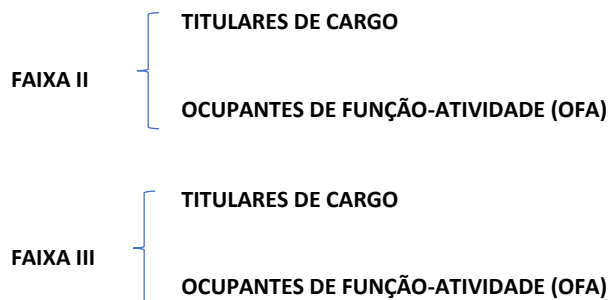 TITULARES DE CARGO
FAIXA II
OCUPANTES DE FUNÇÃO-ATIVIDADE (OFA)
TITULARES DE CARGO
FAIXA III
OCUPANTES DE FUNÇÃO-ATIVIDADE (OFA)